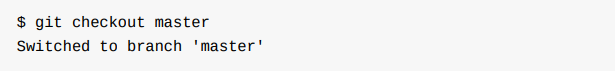 $ git checkout master
Switched to branch 'master'